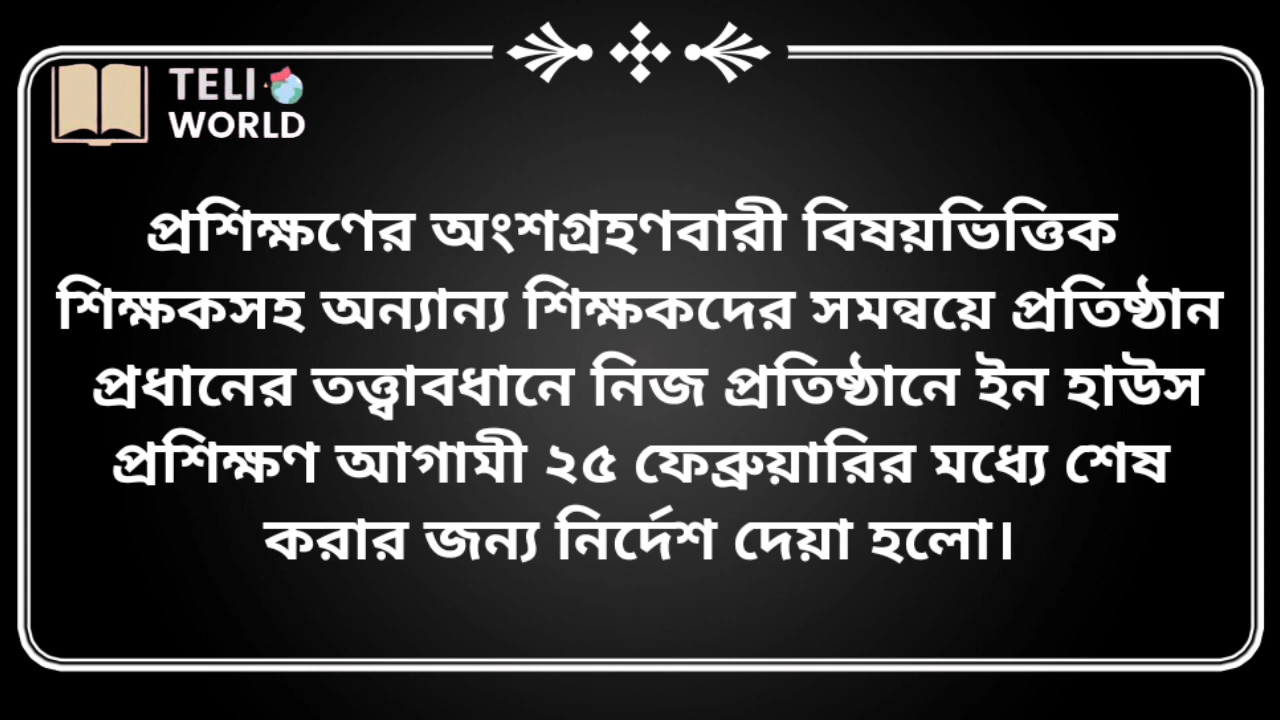 TELI
WORLD
প্রশিক্ষণের অংশগ্রহণবারী বিষয়ভিত্তিক
শিক্ষকসহ অন্যান্য শিক্ষকদের সমন্বয়ে প্রতিষ্ঠান
প্রধানের তত্ত্বাবধানে নিজ প্রতিষ্ঠানে ইন হাউস
প্রশিক্ষণ আগামী ২৫ ফেব্রুয়ারির মধ্যে শেষ
করার জন্য নির্দেশ দেয়া হলো।